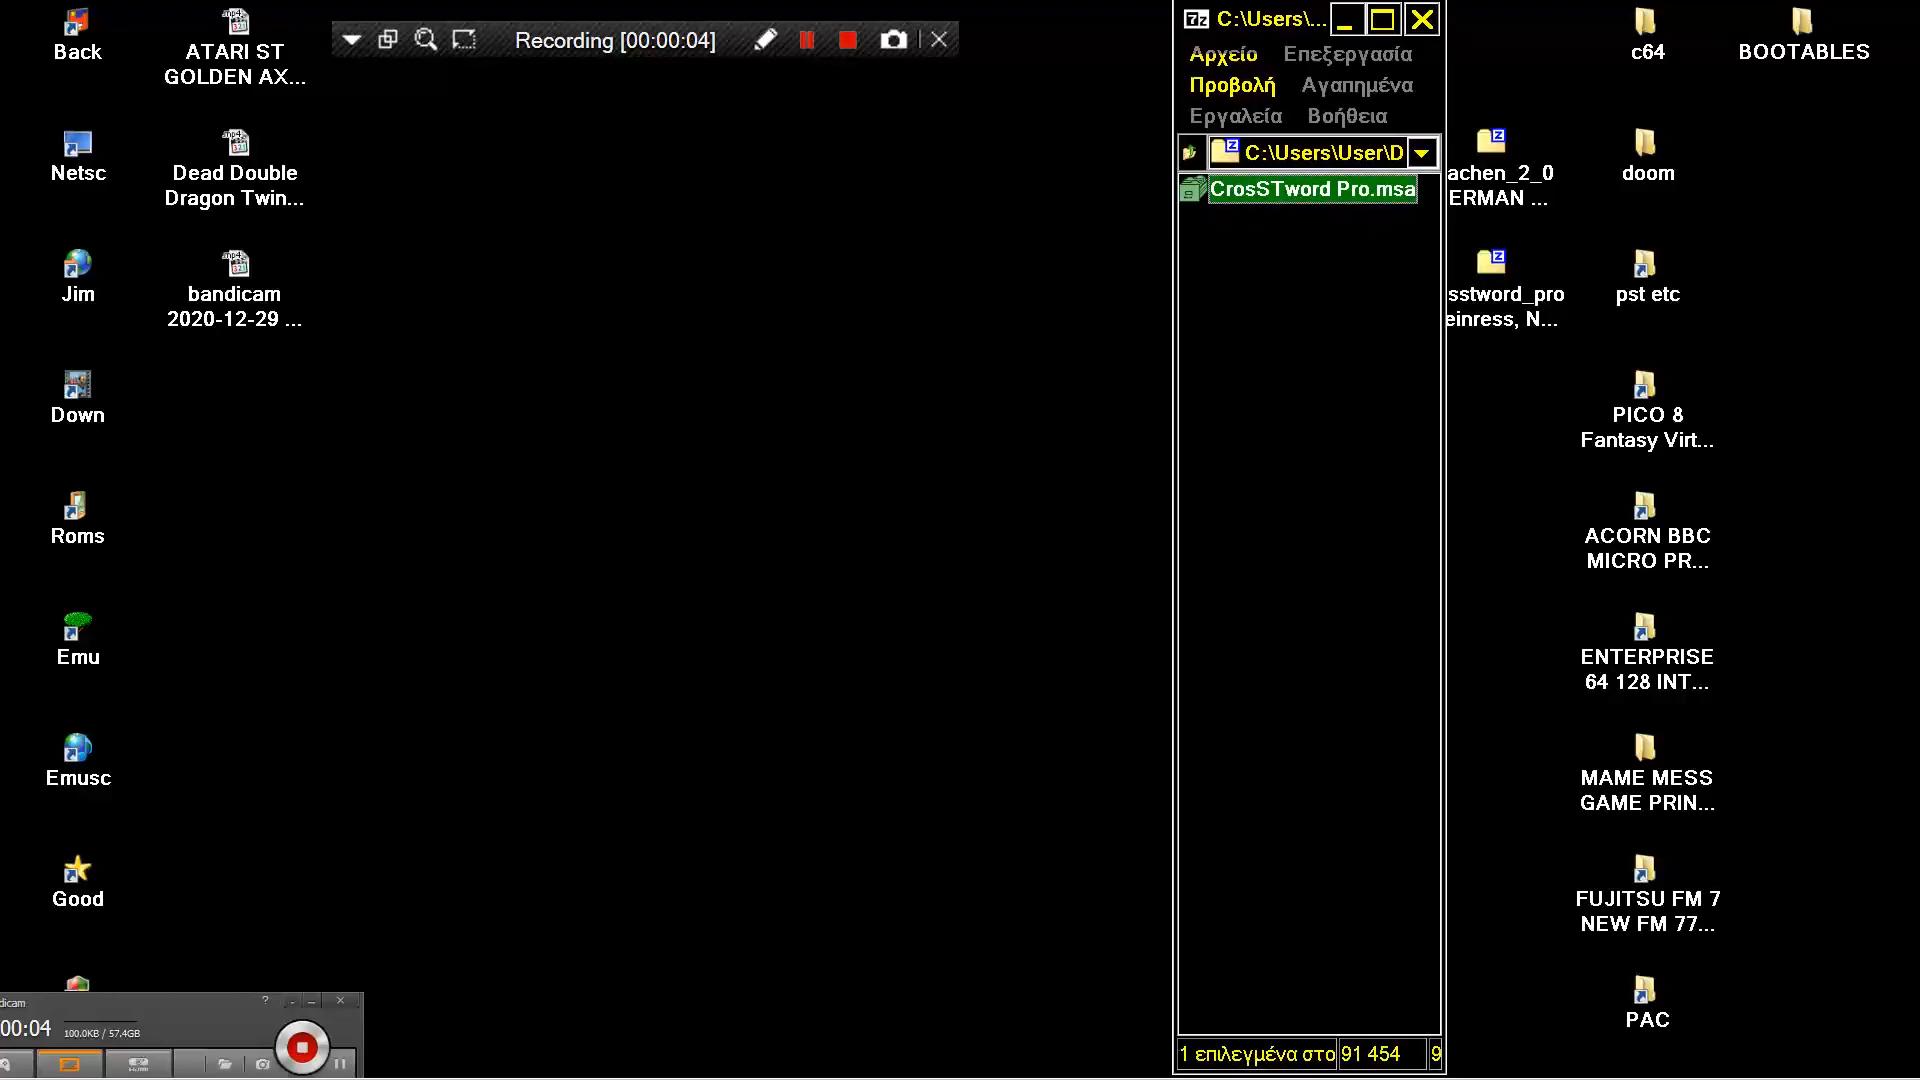 Back
ATARI ST
GOLDEN AX...
Recording [00:00:04]
7z C:\Users\...
Αρχείο Επεξεργασία
Προβολή Αγαπημένα
Εργαλεία Βοήθεια
C:\Users\User\D
CrosSTword Pro.msa
c64
BOOTABLES
Netsc
Dead Double
Dragon Twin...
achen_2_0
ERMAN ...
doom
Jim
bandicam
2020-12-29 ...
sstword_pro
einress, N...
pst etc
Down
PICO 8
Fantasy Virt...
Roms
ACORN BBC
MICRO PR...
Emu
ENTERPRISE
64 128 INT...
Emusc
MAME MESS
GAME PRIN...
Good
FUJITSU FM 7
NEW FM 77...
PAC
dicam
00:04 100.0KB / 57.4GB
1 επιλεγμένα στο 91 454 9